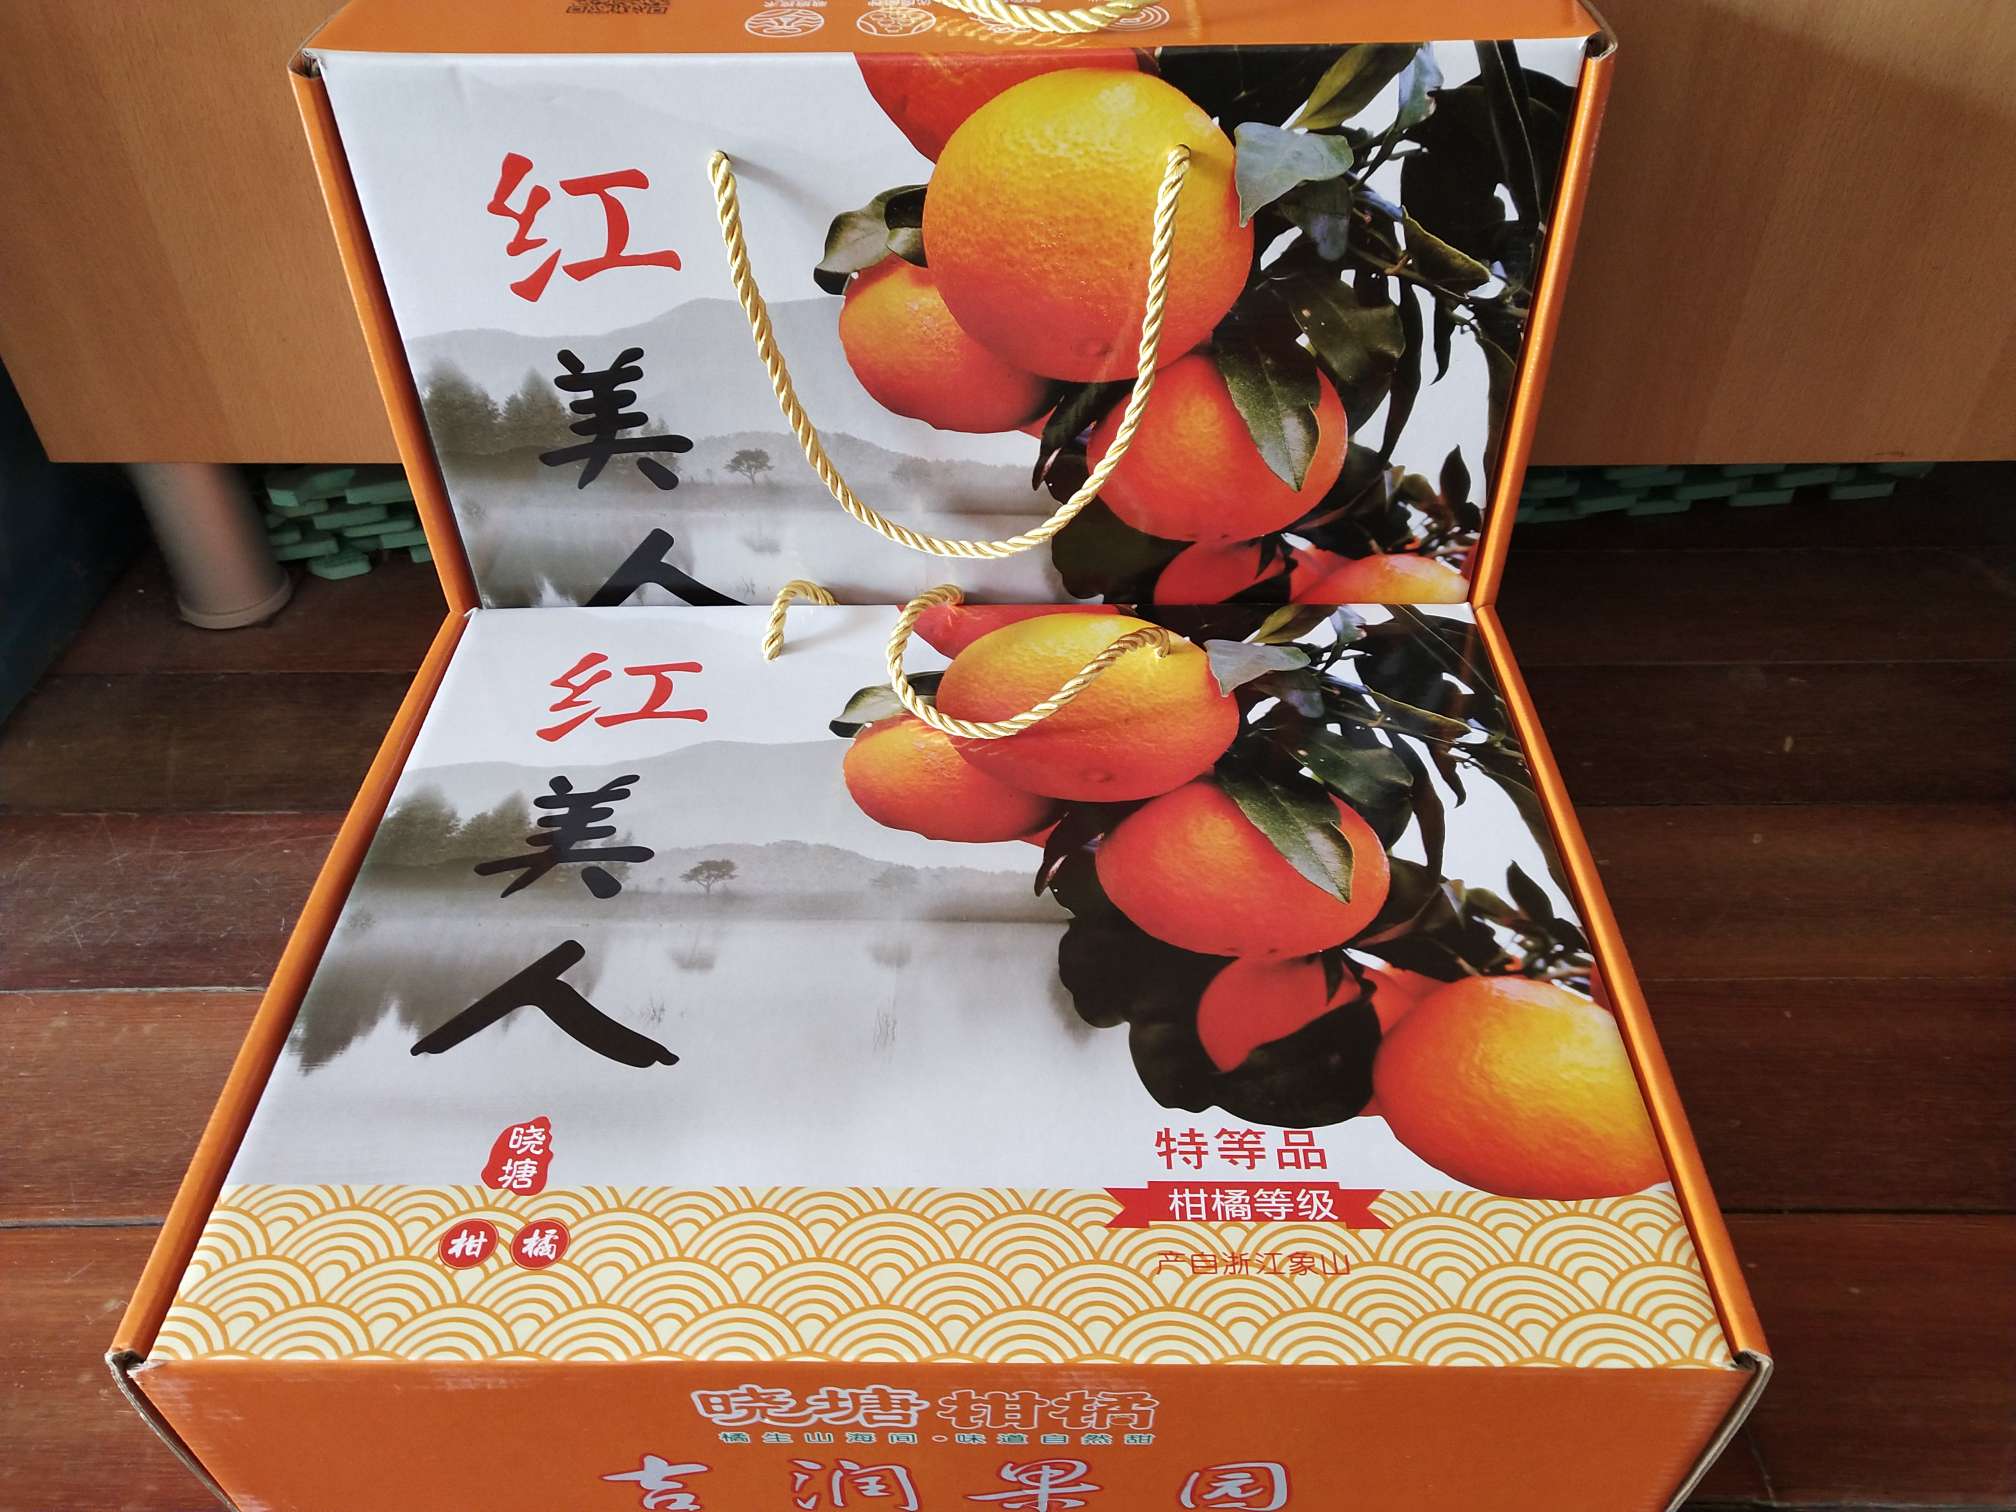 红
美
人
红
美
人
晓
塘
柑 橘
特等品
柑橘等级
产自浙江象山
晓塘柑橘
橘生山海间·味道自然甜
吉润果园